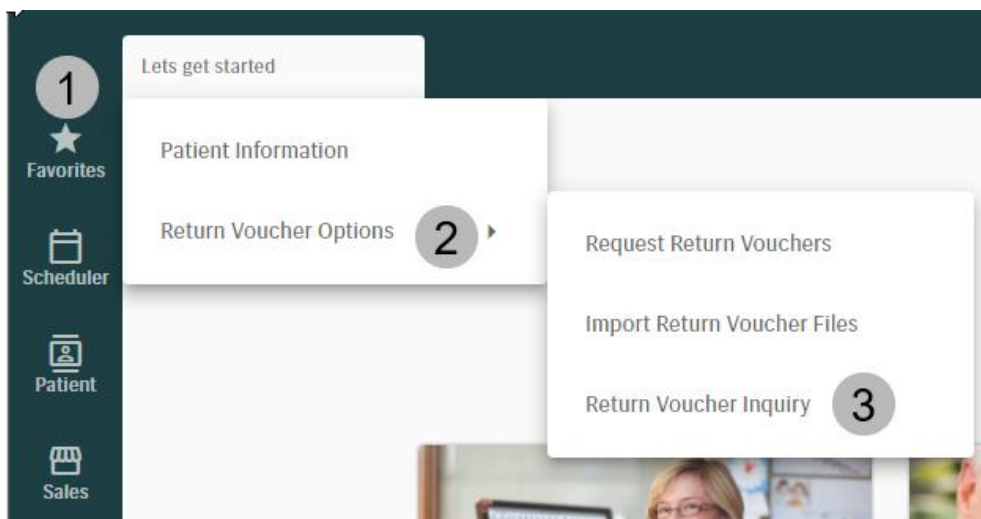 Lets get started
1
Favorites
Patient Information
Return Voucher Options 2
Scheduler
Request Return Vouchers
Import Return Voucher Files
Patient
Return Voucher Inquiry 3
Sales